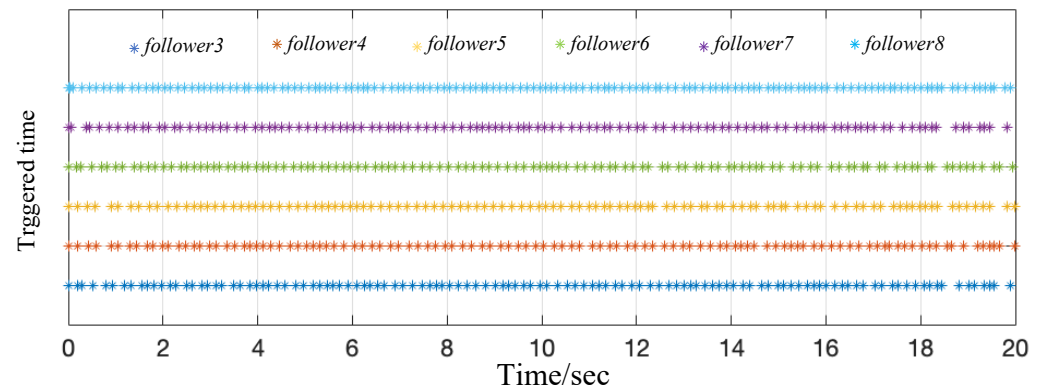 follower3 follower4 follower5 follower6 follower7 follower8
Trggered time
0 2 4 6 8 10 12 14 16 18 20
Time/sec